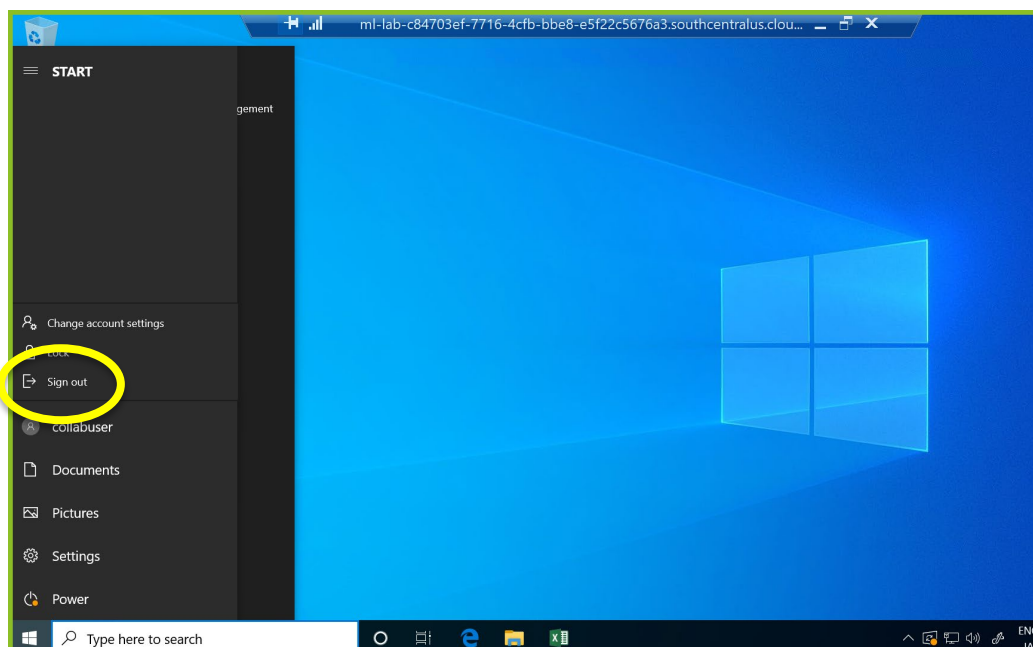 ml-lab-c84703ef-7716-4cfb-bbe8-e5f22c5676a3.southcentralus.clou...
START
gement
Change account settings
Lock
Sign out
collabuser
Documents
Pictures
Settings
Power
Type here to search
ENG